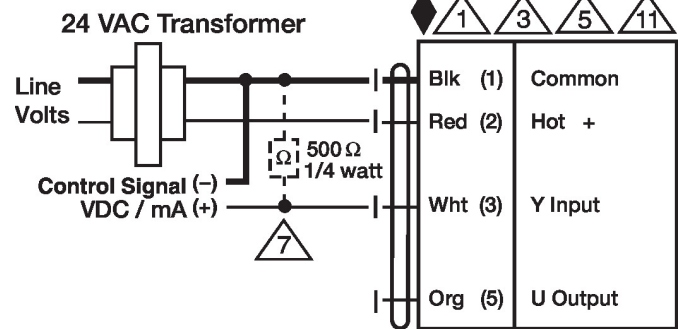 24 VAC Transformer
1 3 5 11
Line
Volts
Blk (1) Common
Red (2) Hot +
Ω 500 Ω
1/4 watt
Control Signal (–)
VDC / mA (+)
Wht (3) Y Input
7
Org (5) U Output